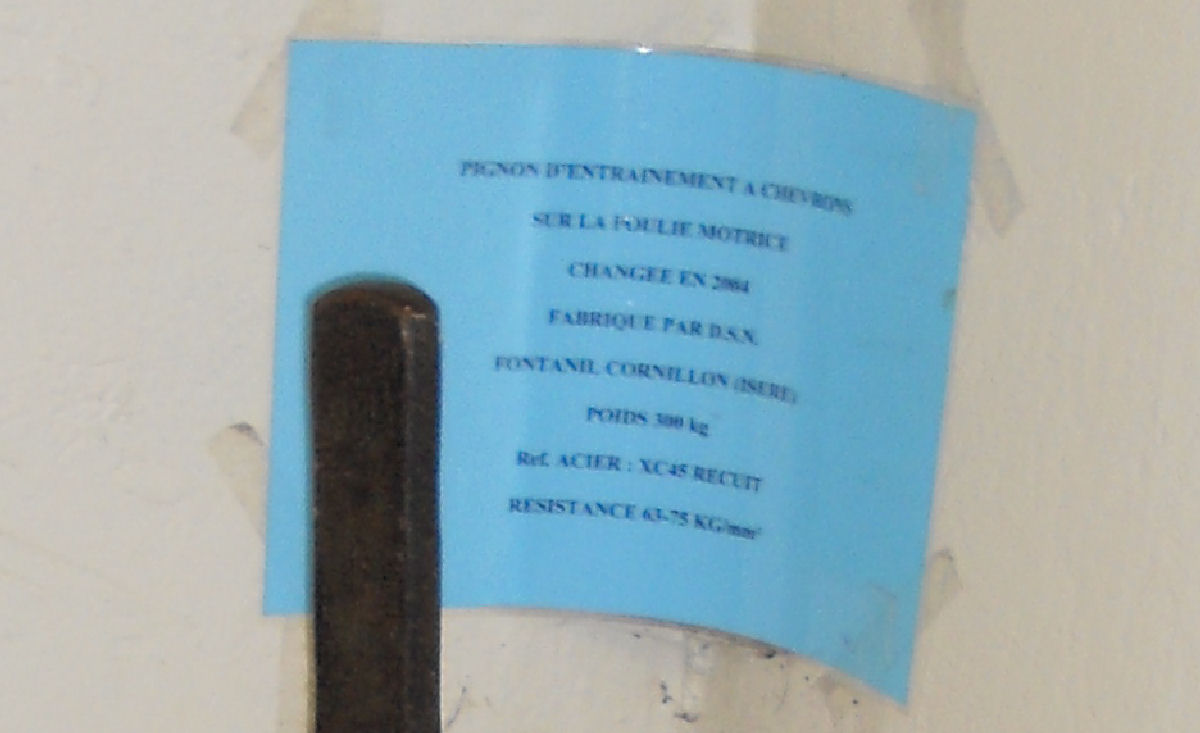 PIGNON D'ENTRAINEMENT A CHEVRONS
SUR LA POULIE MOTRICE
CHANGEE EN 2004
FABRIQUE PAR D.S.N.
FONTANIL CORNILLON (ISERE)
POIDS 300 kg
Ref. ACIER : XC45 RECUIT
RESISTANCE 63-75 KG/mm²